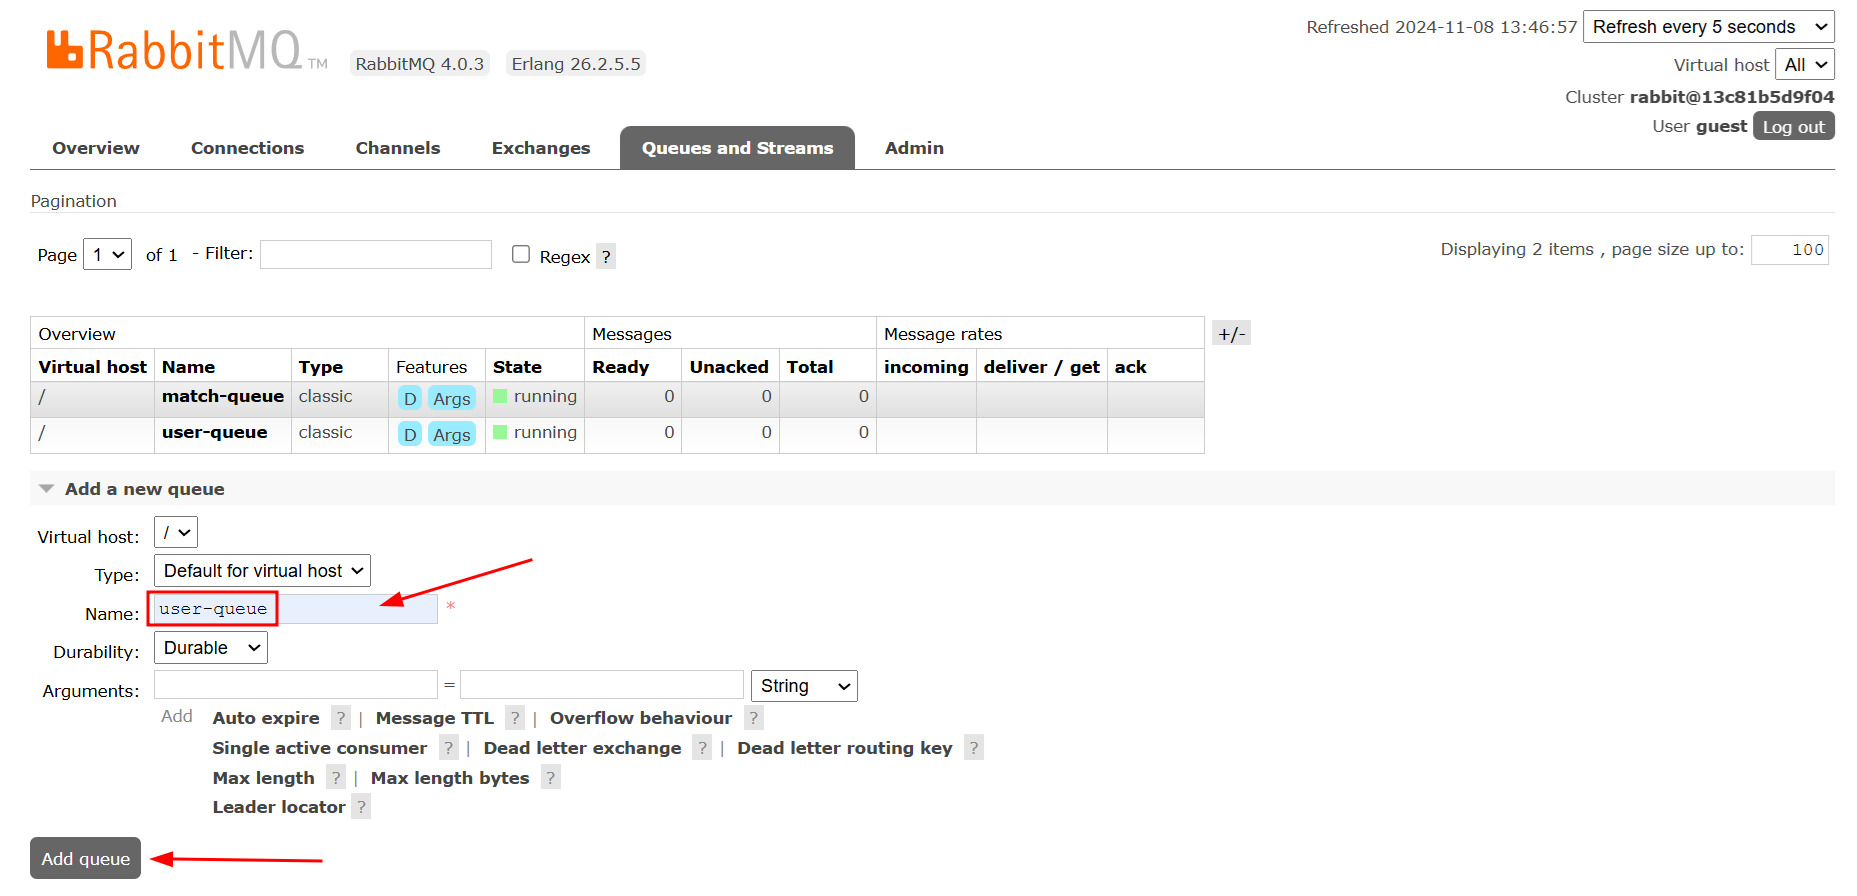 RabbitMQ TM RabbitMQ 4.0.3 Erlang 26.2.5.5
Refreshed 2024-11-08 13:46:57 Refresh every 5 seconds
Virtual host All
Cluster rabbit@13c81b5d9f04
User guest Log out
Overview Connections Channels Exchanges Queues and Streams Admin
Pagination
Page 1 of 1 - Filter: Regex ? Displaying 2 items , page size up to: 100
Overview Messages Message rates +/-
Virtual host Name Type Features State Ready Unacked Total incoming deliver / get ack
/ match-queue classic D Args running 0 0 0
/ user-queue classic D Args running 0 0 0
Add a new queue
Virtual host: /
Type: Default for virtual host
Name: user-queue *
Durability: Durable
Arguments: = String
Add Auto expire ? | Message TTL ? | Overflow behaviour ?
Single active consumer ? | Dead letter exchange ? | Dead letter routing key ?
Max length ? | Max length bytes ?
Leader locator ?
Add queue